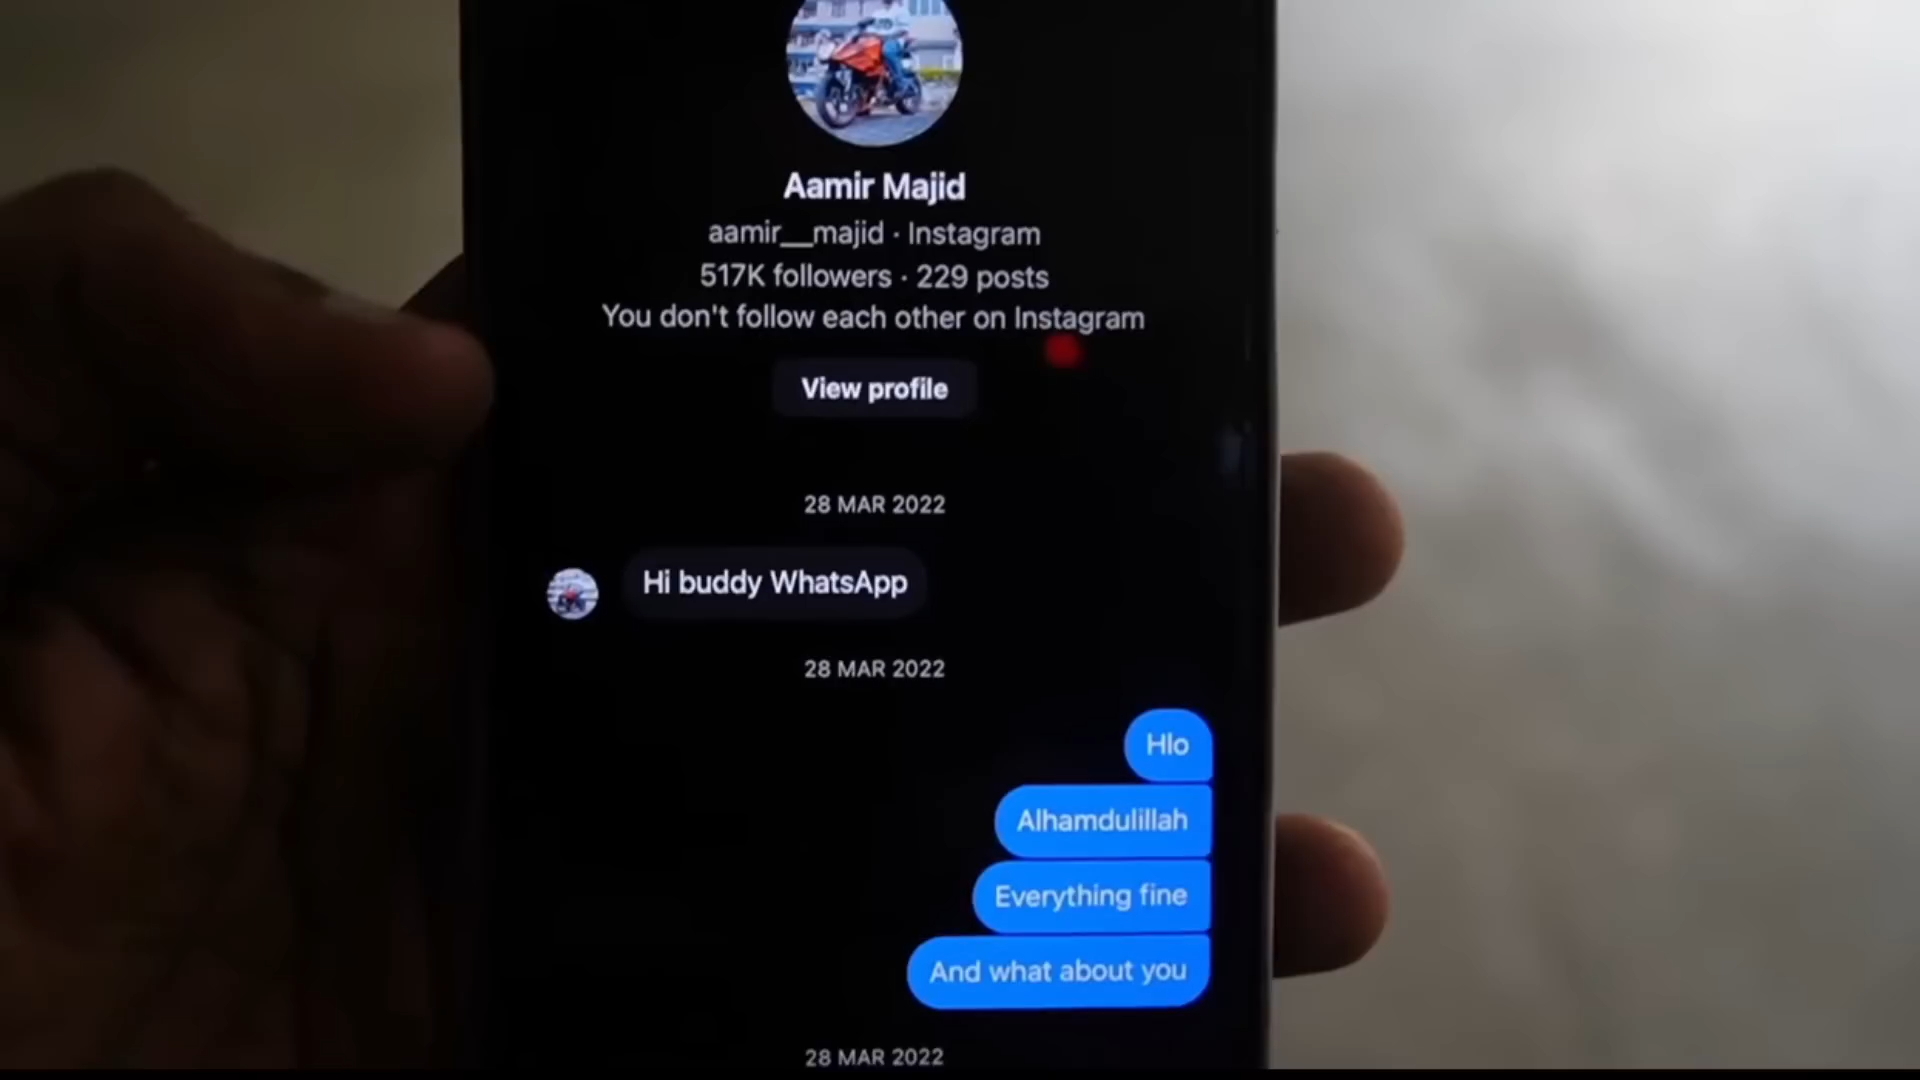 Aamir Majid
aamir__majid · Instagram
517K followers · 229 posts
You don't follow each other on Instagram
View profile
28 MAR 2022
Hi buddy WhatsApp
28 MAR 2022
Hlo
Alhamdulillah
Everything fine
And what about you
28 MAR 2022